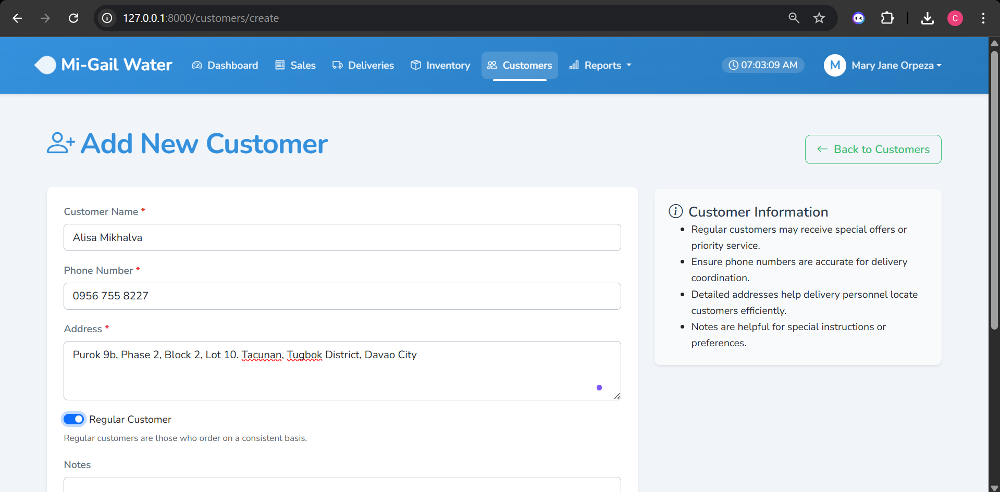 127.0.0.1:8000/customers/create
C
Mi-Gail Water
Dashboard
Sales
Deliveries
Inventory
Customers
Reports
07:03:09 AM
M
Mary Jane Orpeza
Add New Customer
Back to Customers
Customer Name *
Alisa Mikhalva
Phone Number *
0956 755 8227
Address *
Purok 9b, Phase 2, Block 2, Lot 10. Tacunan, Tugbok District, Davao City
Regular Customer
Regular customers are those who order on a consistent basis.
Notes
Customer Information
Regular customers may receive special offers or
priority service.
Ensure phone numbers are accurate for delivery
coordination.
Detailed addresses help delivery personnel locate
customers efficiently.
Notes are helpful for special instructions or
preferences.